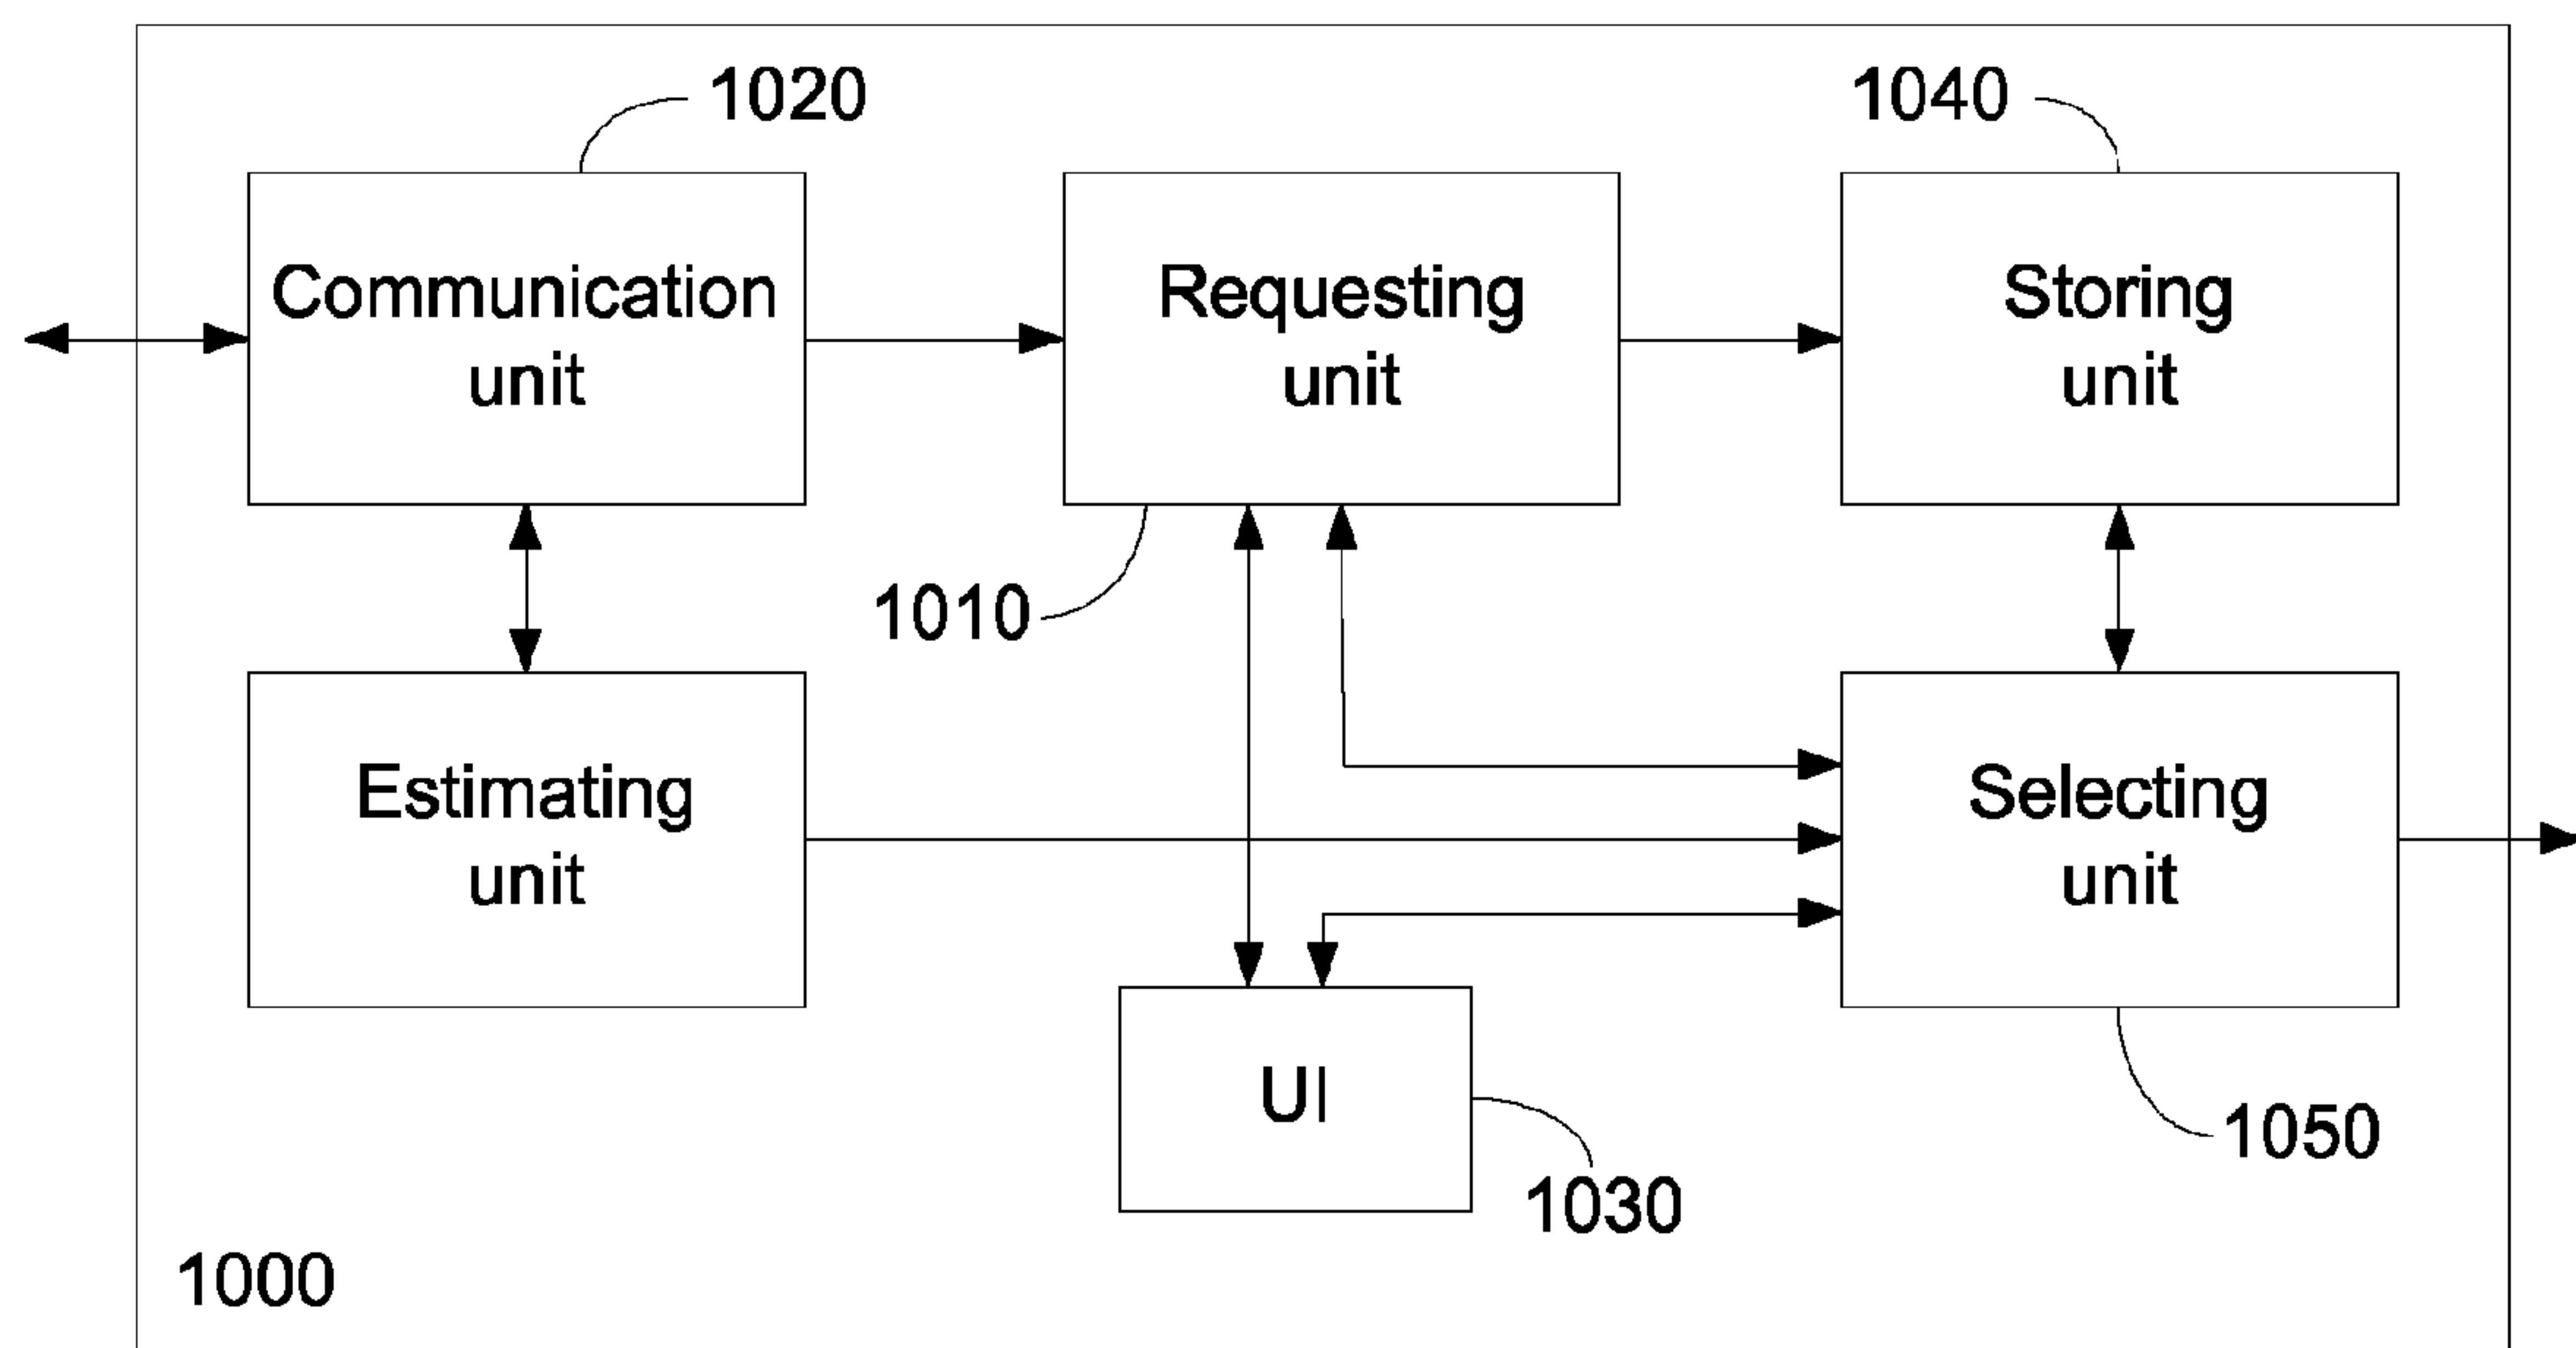 1020
1040
Communication
unit
Requesting
unit
Storing
unit
1010
Estimating
unit
Selecting
unit
UI
1050
1030
1000